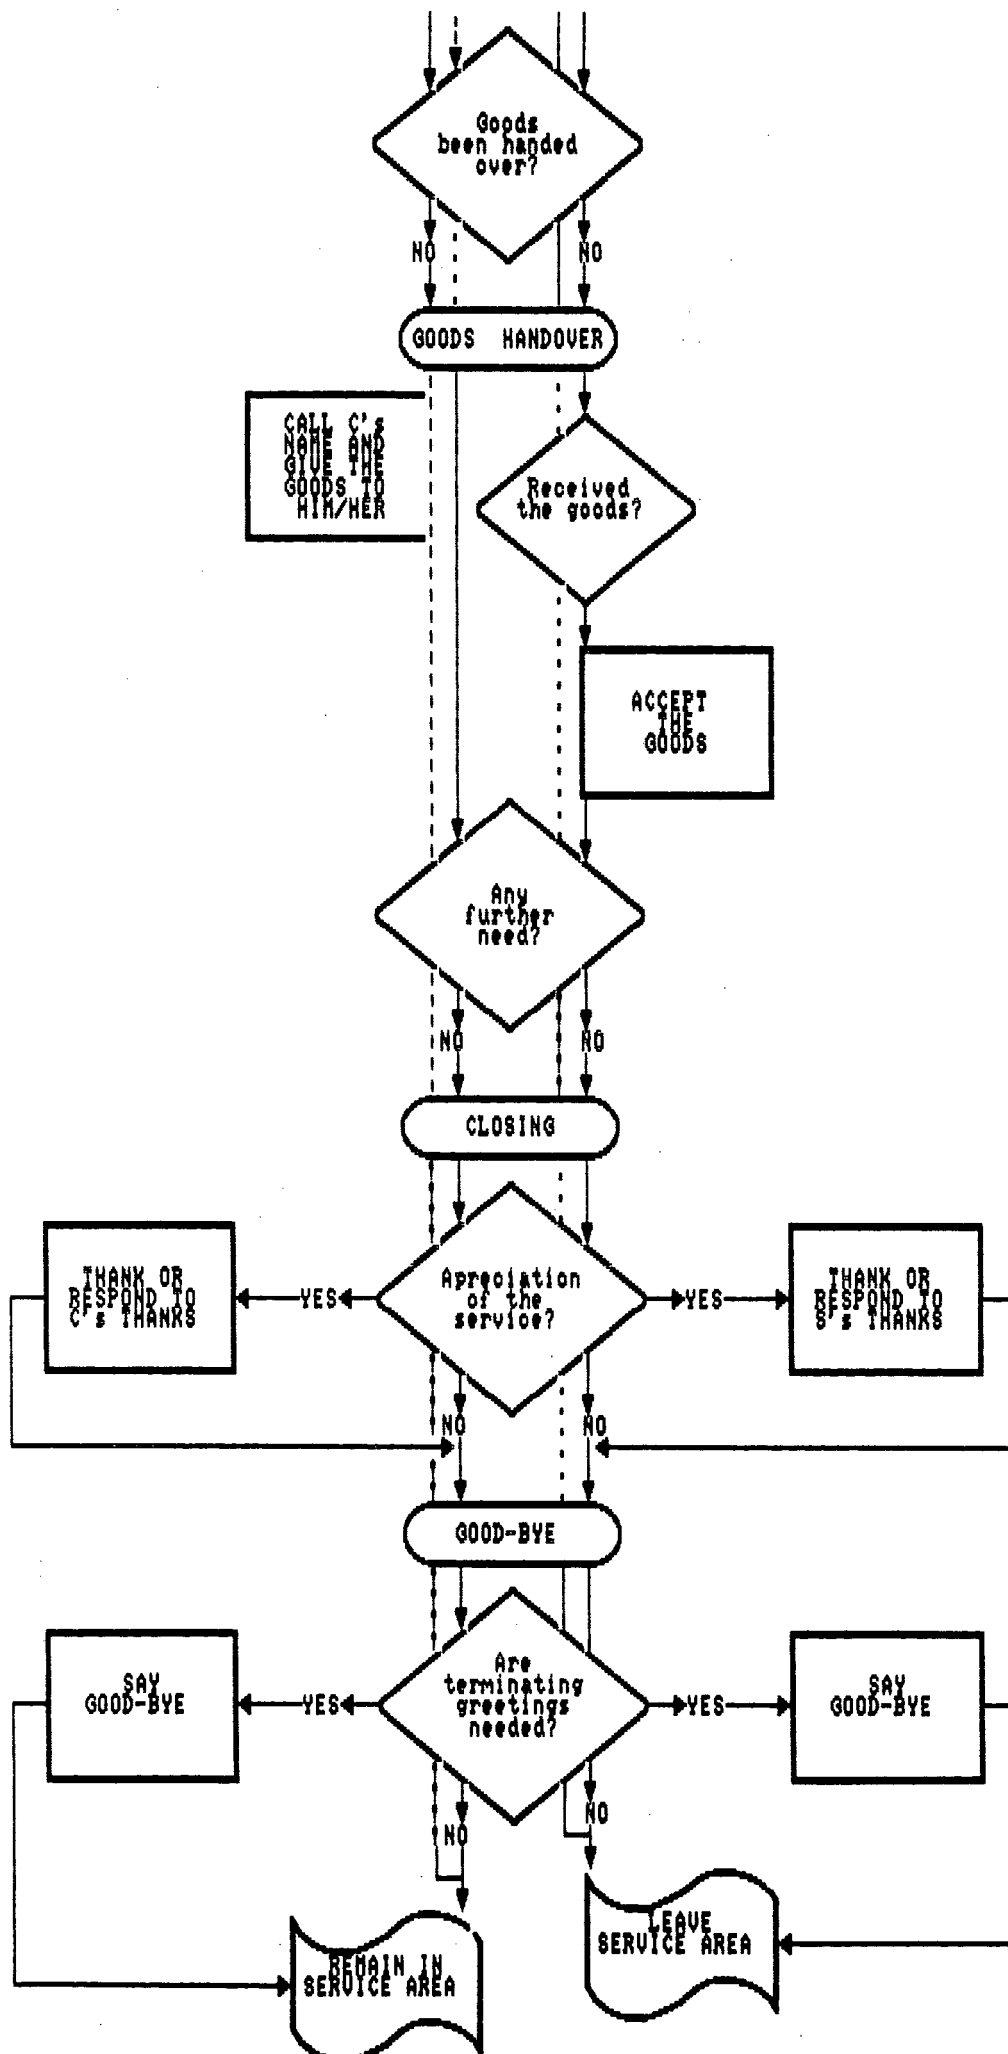 Goods
been handed
over?
NO
NO
GOODS HANDOVER
CALL C's
NAME AND
GIVE THE
GOODS TO
HIM/HER
Received
the goods?
ACCEPT
THE
GOODS
Any
further
need?
NO
NO
CLOSING
THANK OR
RESPOND TO
C's THANKS
YES
Apreciation
of the
service?
YES
THANK OR
RESPOND TO
S's THANKS
NO
NO
GOOD-BYE
SAY
GOOD-BYE
YES
Are
terminating
greetings
needed?
YES
SAY
GOOD-BYE
NO
NO
LEAVE
SERVICE AREA
REMAIN IN
SERVICE AREA